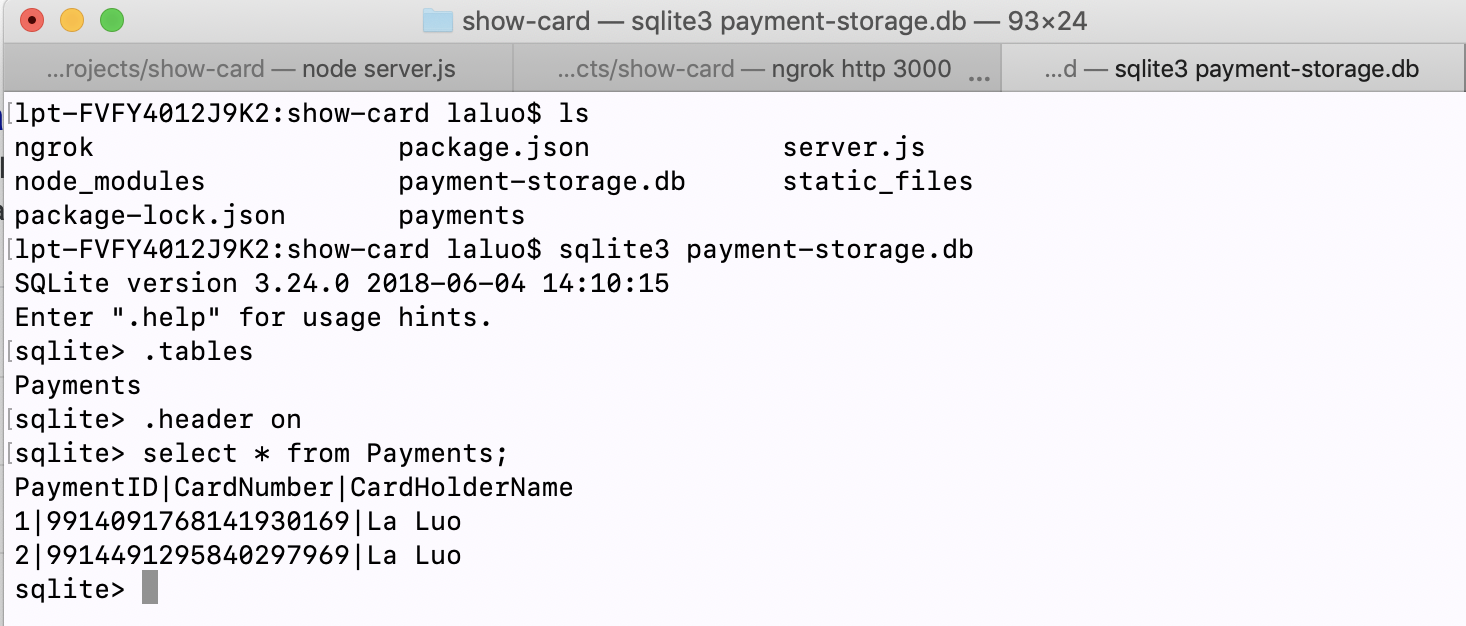 show-card — sqlite3 payment-storage.db — 93×24
...rojects/show-card — node server.js ...cts/show-card — ngrok http 3000 ... ...d — sqlite3 payment-storage.db
[lpt-FVFY4012J9K2:show-card laluo$ ls
ngrok package.json server.js
node_modules payment-storage.db static_files
package-lock.json payments
[lpt-FVFY4012J9K2:show-card laluo$ sqlite3 payment-storage.db
SQLite version 3.24.0 2018-06-04 14:10:15
Enter ".help" for usage hints.
[sqlite> .tables
Payments
[sqlite> .header on
[sqlite> select * from Payments;
PaymentID|CardNumber|CardHolderName
1|9914091768141930169|La Luo
2|9914491295840297969|La Luo
sqlite>